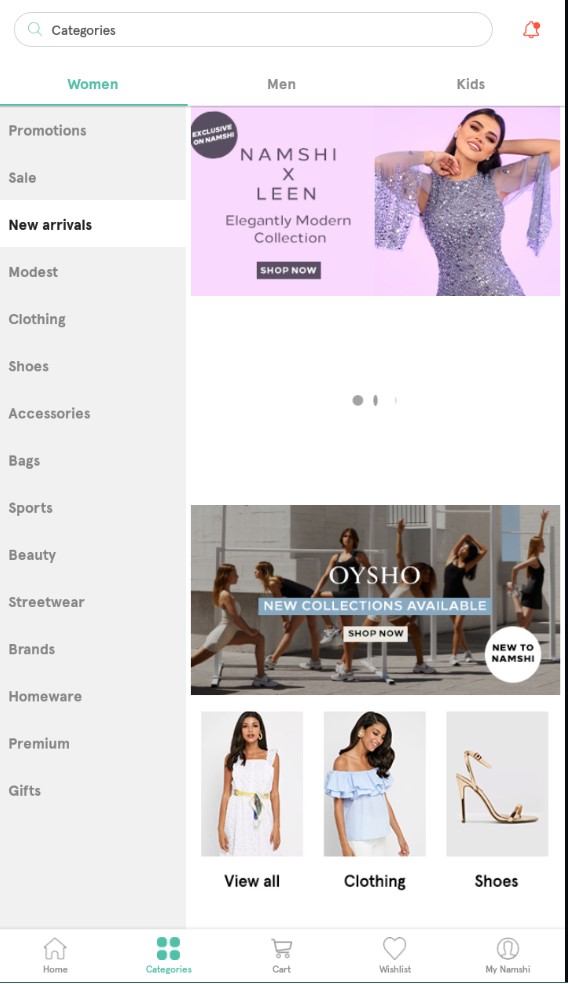 Categories
Women
Men
Kids
Promotions
Sale
New arrivals
Modest
Clothing
Shoes
Accessories
Bags
Sports
Beauty
Streetwear
Brands
Homeware
Premium
Gifts
EXCLUSIVE
ON NAMSHI
NAMSHI
X
LEEN
Elegantly Modern
Collection
SHOP NOW
OYSHO
NEW COLLECTIONS AVAILABLE
SHOP NOW
NEW TO
NAMSHI
View all
Clothing
Shoes
Home
Categories
Cart
Wishlist
My Namshi